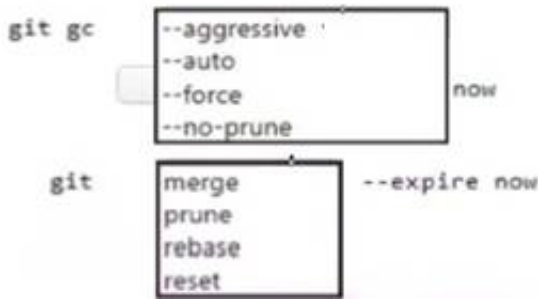 git gc
--aggressive
--auto
--force
--no-prune
now
git
merge
prune
rebase
reset
--expire now